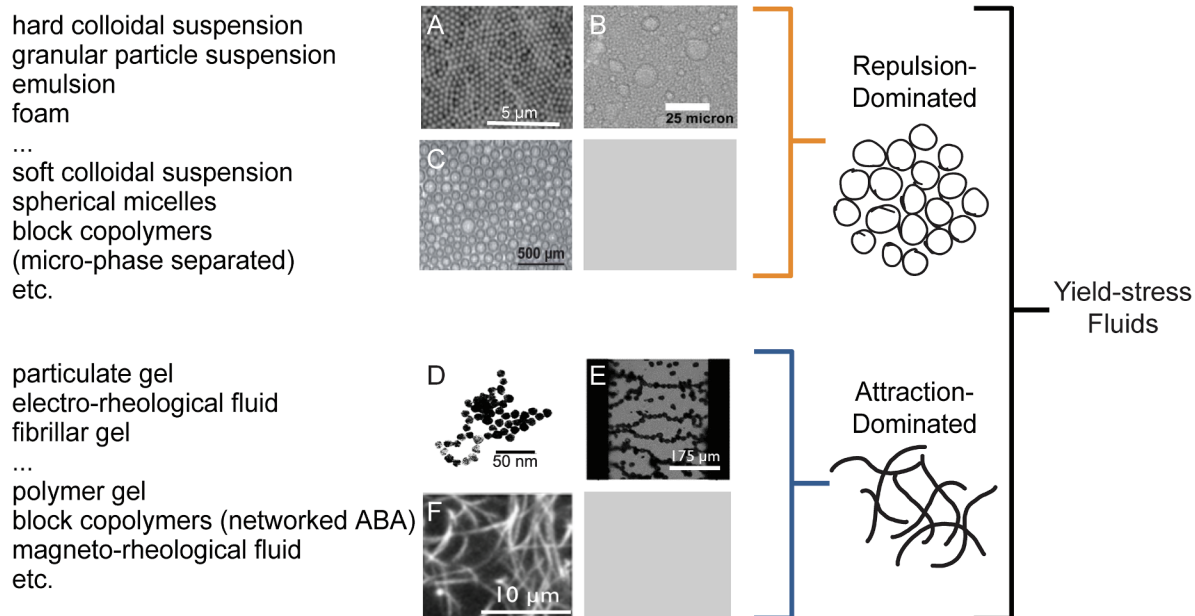 hard colloidal suspension
granular particle suspension
emulsion
foam
...
soft colloidal suspension
spherical micelles
block copolymers
(micro-phase separated)
etc.
A
5 μm
B
25 micron
C
500 μm
Repulsion-
Dominated
Yield-stress
Fluids
particulate gel
electro-rheological fluid
fibrillar gel
...
polymer gel
block copolymers (networked ABA)
magneto-rheological fluid
etc.
D
50 nm
E
175 μm
F
10 μm
Attraction-
Dominated